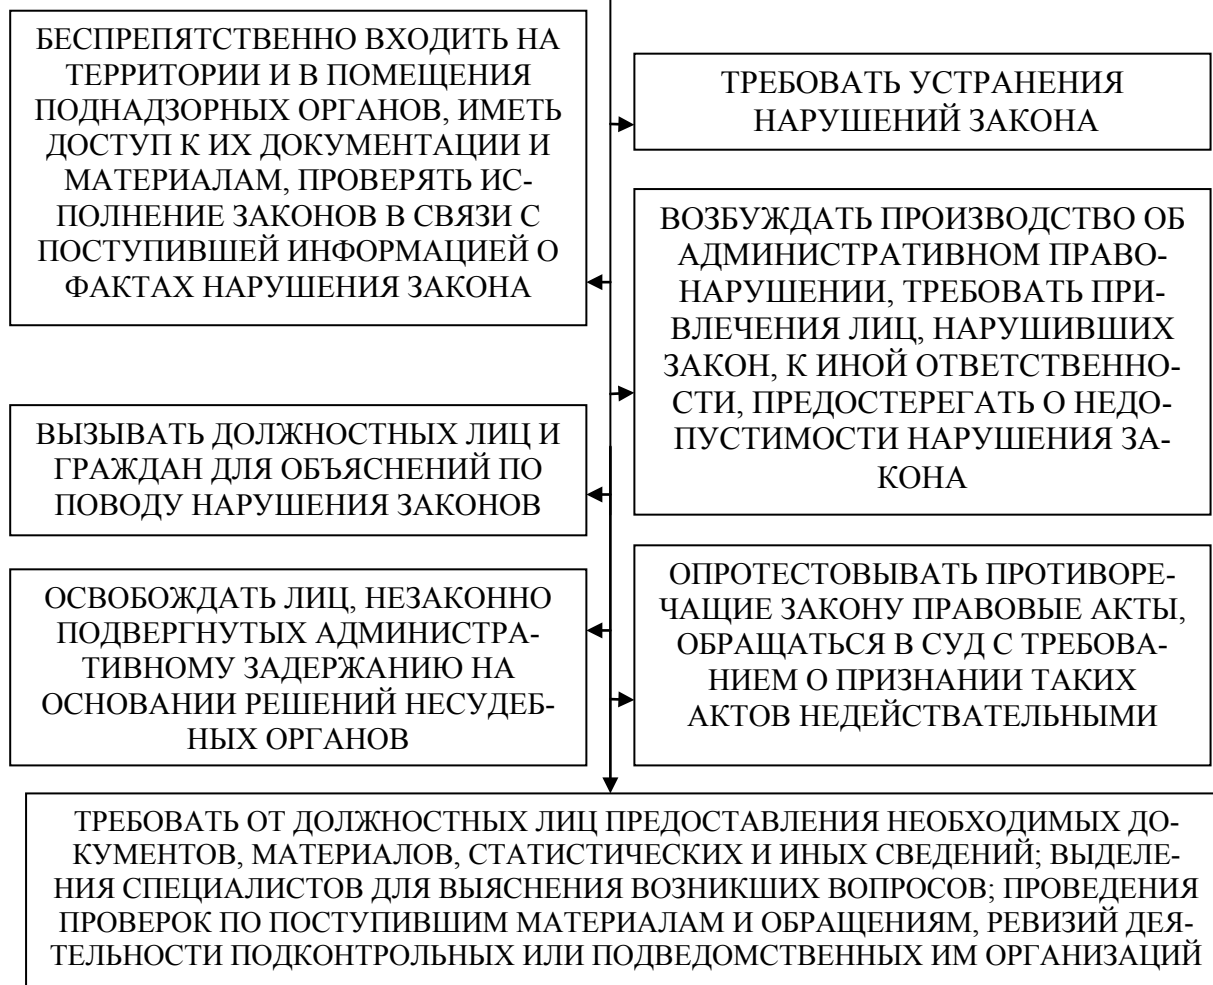 БЕСПРЕПЯТСТВЕННО ВХОДИТЬ НА
ТЕРРИТОРИИ И В ПОМЕЩЕНИЯ
ПОДНАДЗОРНЫХ ОРГАНОВ, ИМЕТЬ
ДОСТУП К ИХ ДОКУМЕНТАЦИИ И
МАТЕРИАЛАМ, ПРОВЕРЯТЬ ИС-
ПОЛНЕНИЕ ЗАКОНОВ В СВЯЗИ С
ПОСТУПИВШЕЙ ИНФОРМАЦИЕЙ О
ФАКТАХ НАРУШЕНИЯ ЗАКОНА
ТРЕБОВАТЬ УСТРАНЕНИЯ
НАРУШЕНИЙ ЗАКОНА
ВОЗБУЖДАТЬ ПРОИЗВОДСТВО ОБ
АДМИНИСТРАТИВНОМ ПРАВО-
НАРУШЕНИИ, ТРЕБОВАТЬ ПРИ-
ВЛЕЧЕНИЯ ЛИЦ, НАРУШИВШИХ
ЗАКОН, К ИНОЙ ОТВЕТСТВЕННО-
СТИ, ПРЕДОСТЕРЕГАТЬ О НЕДО-
ПУСТИМОСТИ НАРУШЕНИЯ ЗА-
КОНА
ВЫЗЫВАТЬ ДОЛЖНОСТНЫХ ЛИЦ И
ГРАЖДАН ДЛЯ ОБЪЯСНЕНИЙ ПО
ПОВОДУ НАРУШЕНИЯ ЗАКОНОВ
ОСВОБОЖДАТЬ ЛИЦ, НЕЗАКОННО
ПОДВЕРГНУТЫХ АДМИНИСТРА-
ТИВНОМУ ЗАДЕРЖАНИЮ НА
ОСНОВАНИИ РЕШЕНИЙ НЕСУДЕБ-
НЫХ ОРГАНОВ
ОПРОТЕСТОВЫВАТЬ ПРОТИВОРЕ-
ЧАЩИЕ ЗАКОНУ ПРАВОВЫЕ АКТЫ,
ОБРАЩАТЬСЯ В СУД С ТРЕБОВА-
НИЕМ О ПРИЗНАНИИ ТАКИХ
АКТОВ НЕДЕЙСТВАТЕЛЬНЫМИ
ТРЕБОВАТЬ ОТ ДОЛЖНОСТНЫХ ЛИЦ ПРЕДОСТАВЛЕНИЯ НЕОБХОДИМЫХ ДО-
КУМЕНТОВ, МАТЕРИАЛОВ, СТАТИСТИЧЕСКИХ И ИНЫХ СВЕДЕНИЙ; ВЫДЕЛЕ-
НИЯ СПЕЦИАЛИСТОВ ДЛЯ ВЫЯСНЕНИЯ ВОЗНИКШИХ ВОПРОСОВ; ПРОВЕДЕНИЯ
ПРОВЕРОК ПО ПОСТУПИВШИМ МАТЕРИАЛАМ И ОБРАЩЕНИЯМ, РЕВИЗИЙ ДЕЯ-
ТЕЛЬНОСТИ ПОДКОНТРОЛЬНЫХ ИЛИ ПОДВЕДОМСТВЕННЫХ ИМ ОРГАНИЗАЦИЙ